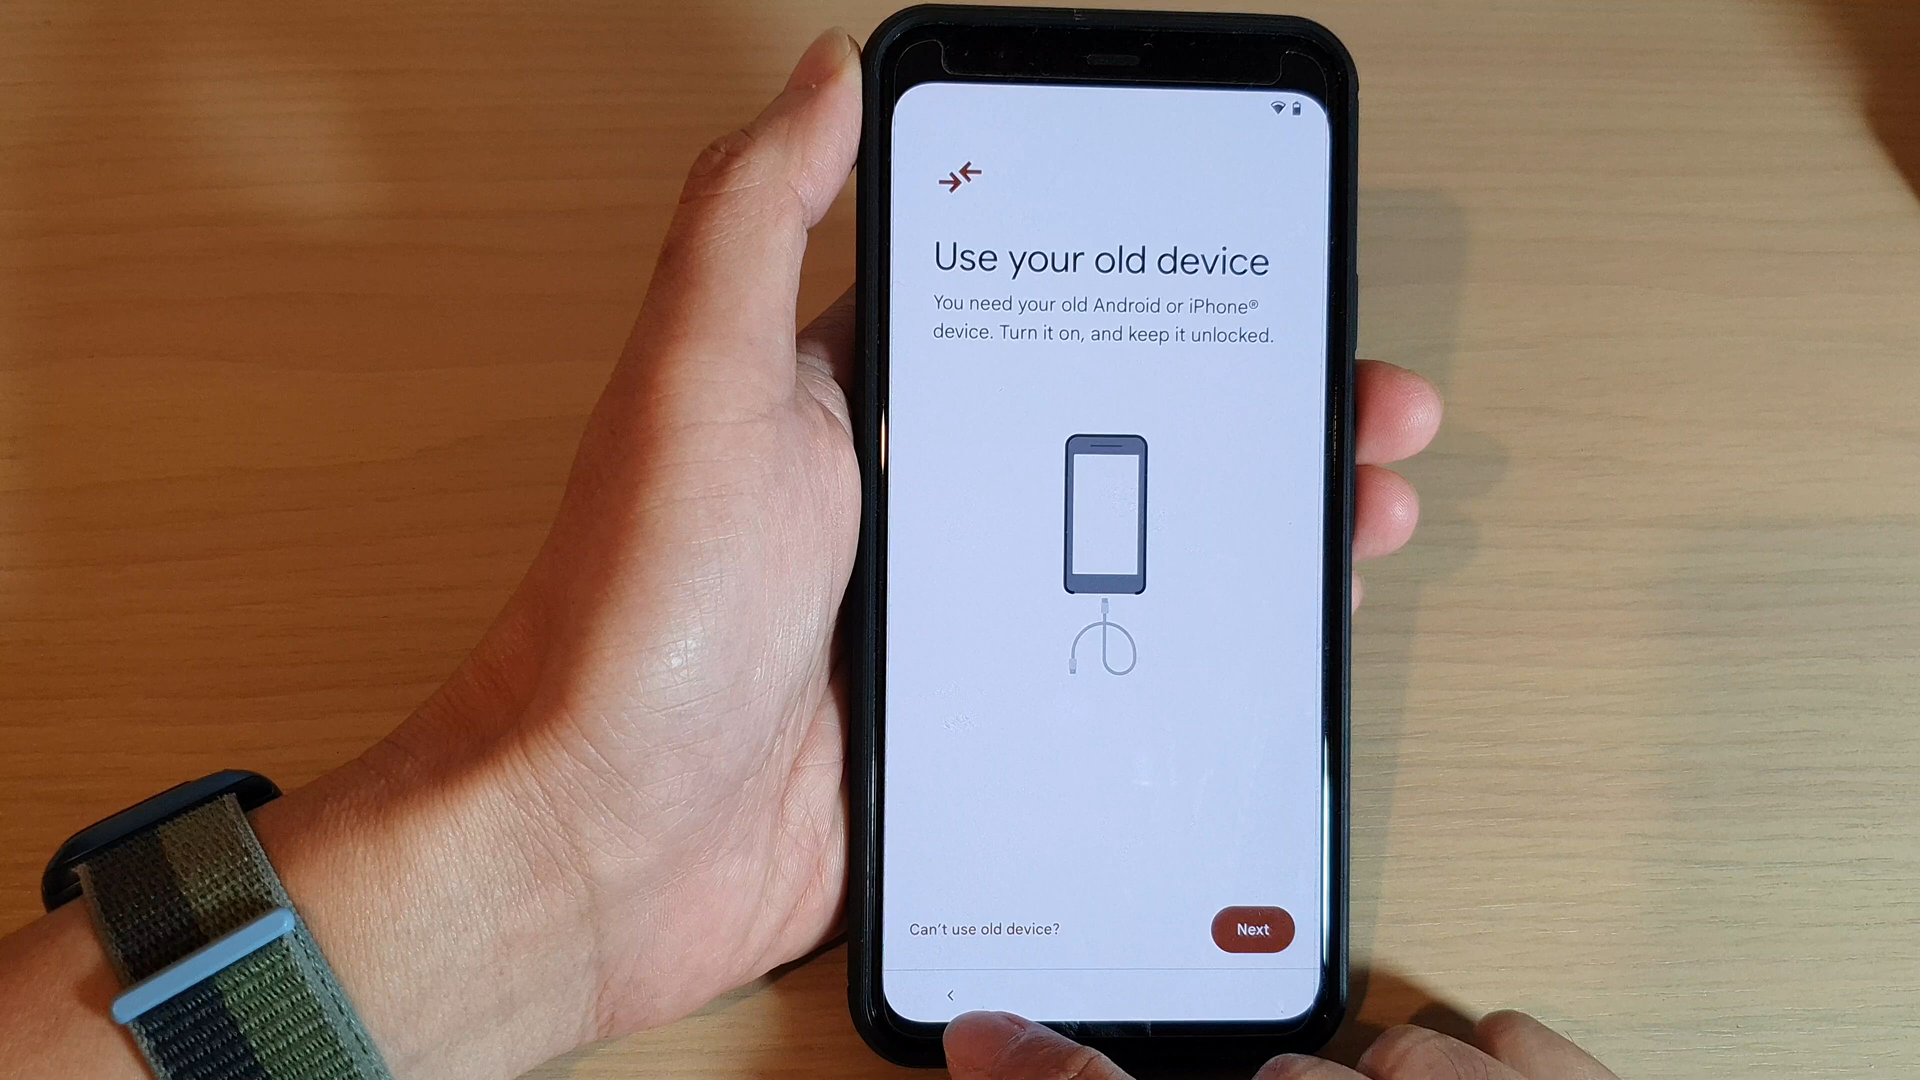 Use your old device
You need your old Android or iPhone®
device. Turn it on, and keep it unlocked.
Can't use old device?
Next